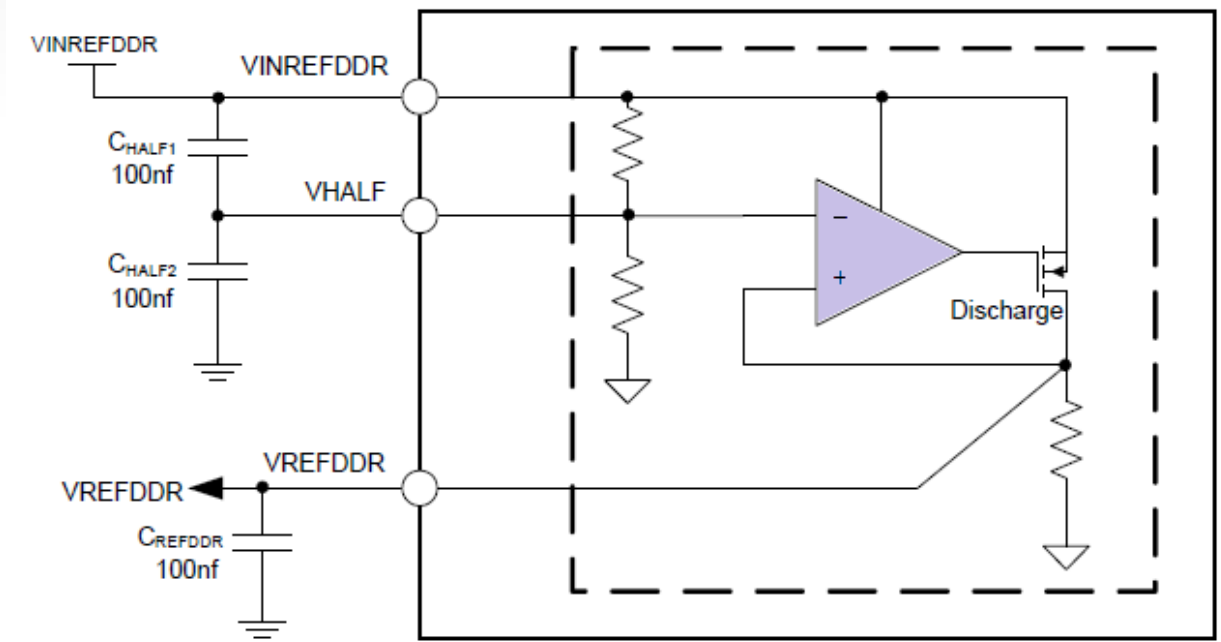 VINREFDDR
VINREFDDR
CHALF1
100nf
VHALF
CHALF2
100nf
−
+
Discharge
VREFDDR
VREFDDR
CREFDDR
100nf